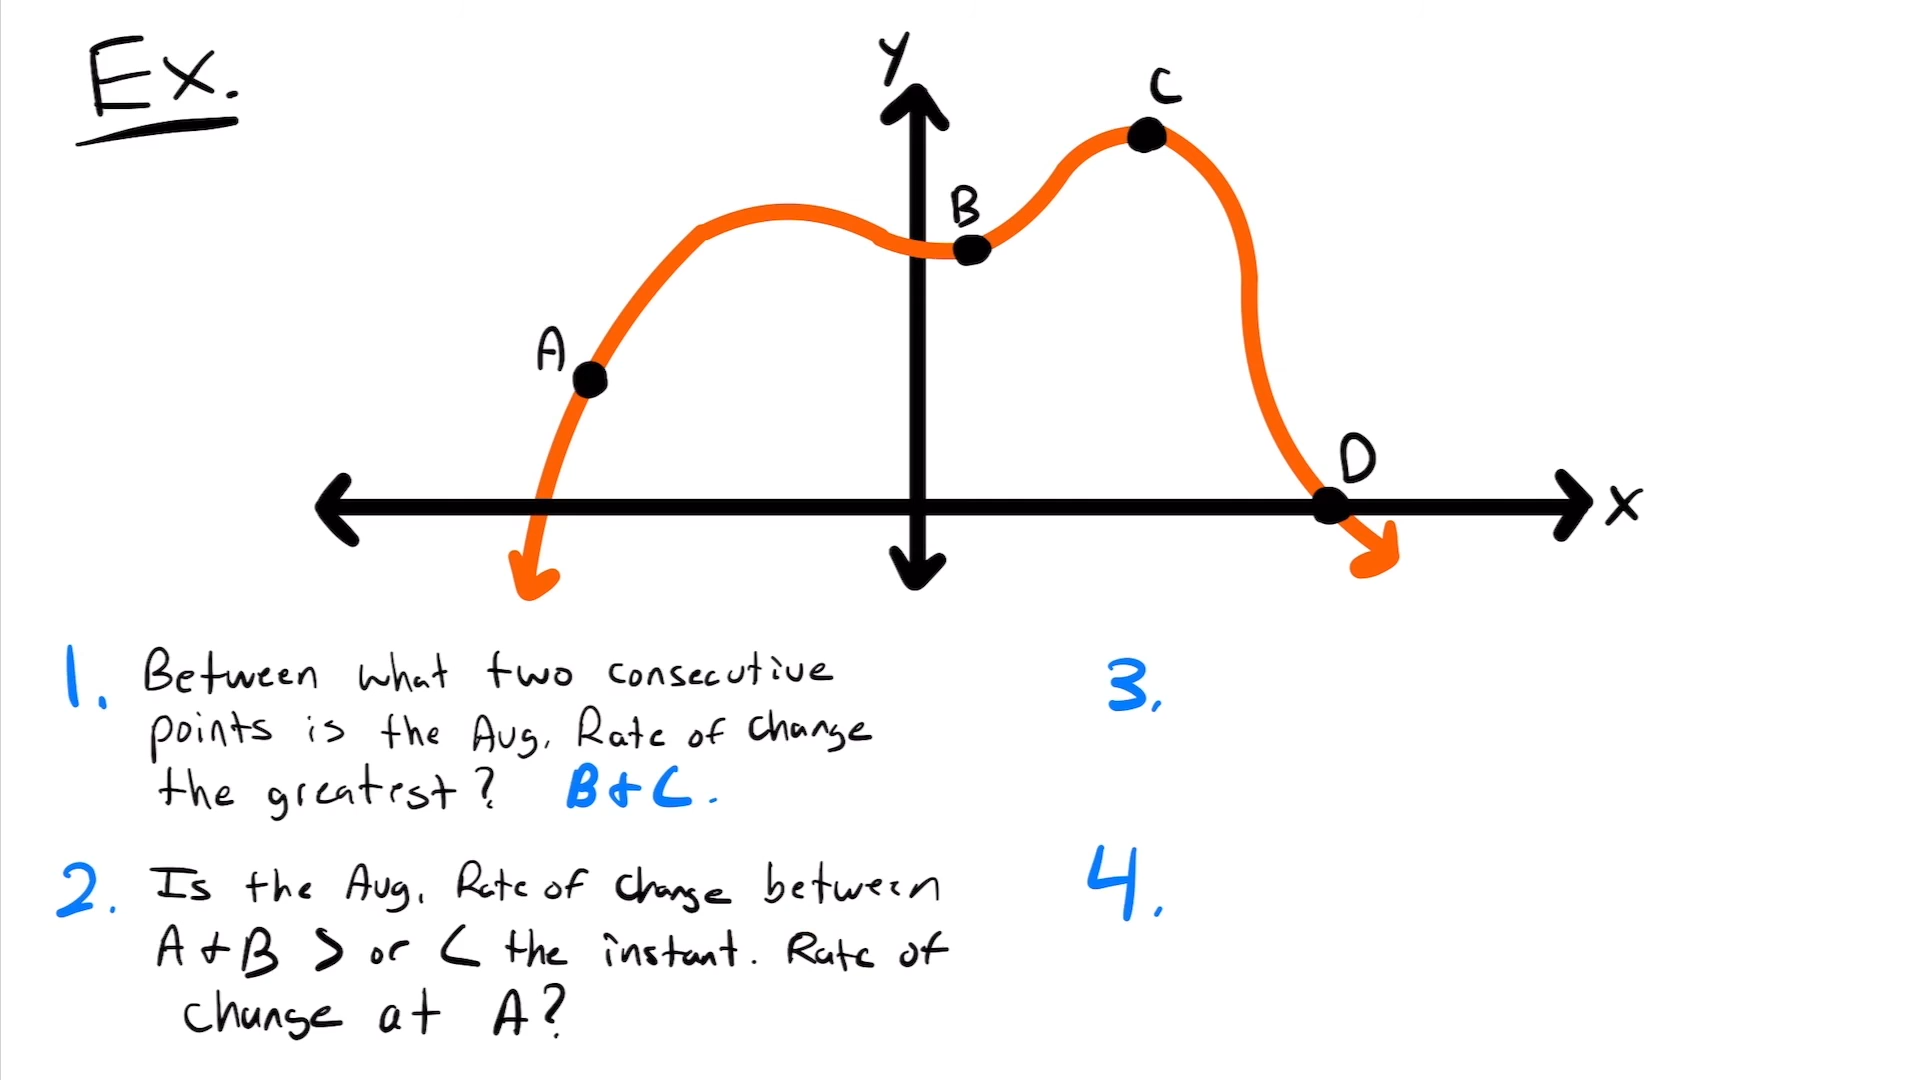 Ex.
y
C
B
A
D
x
1. Between what two consecutive
points is the Avg. Rate of change
the greatest? B & C.
2. Is the Avg. Rate of change between
A & B > or < the instant. Rate of
change at A?
3.
4.